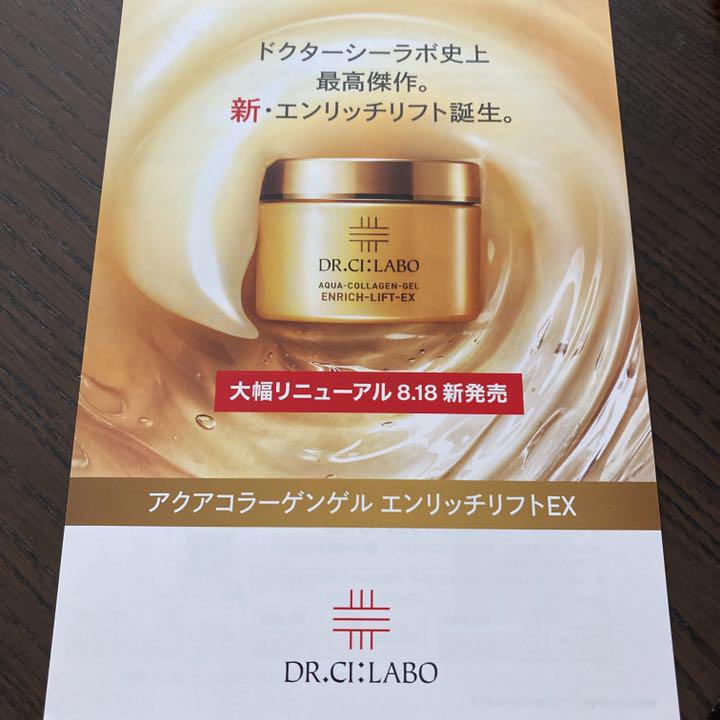 ドクターシーラボ史上
最高傑作。
新・エンリッチリフト誕生。
DR.CI:LABO
AQUA-COLLAGEN-GEL
ENRICH-LIFT-EX
大幅リニューアル 8.18 新発売
アクアコラーゲンゲル エンリッチリフトEX
DR.CI:LABO